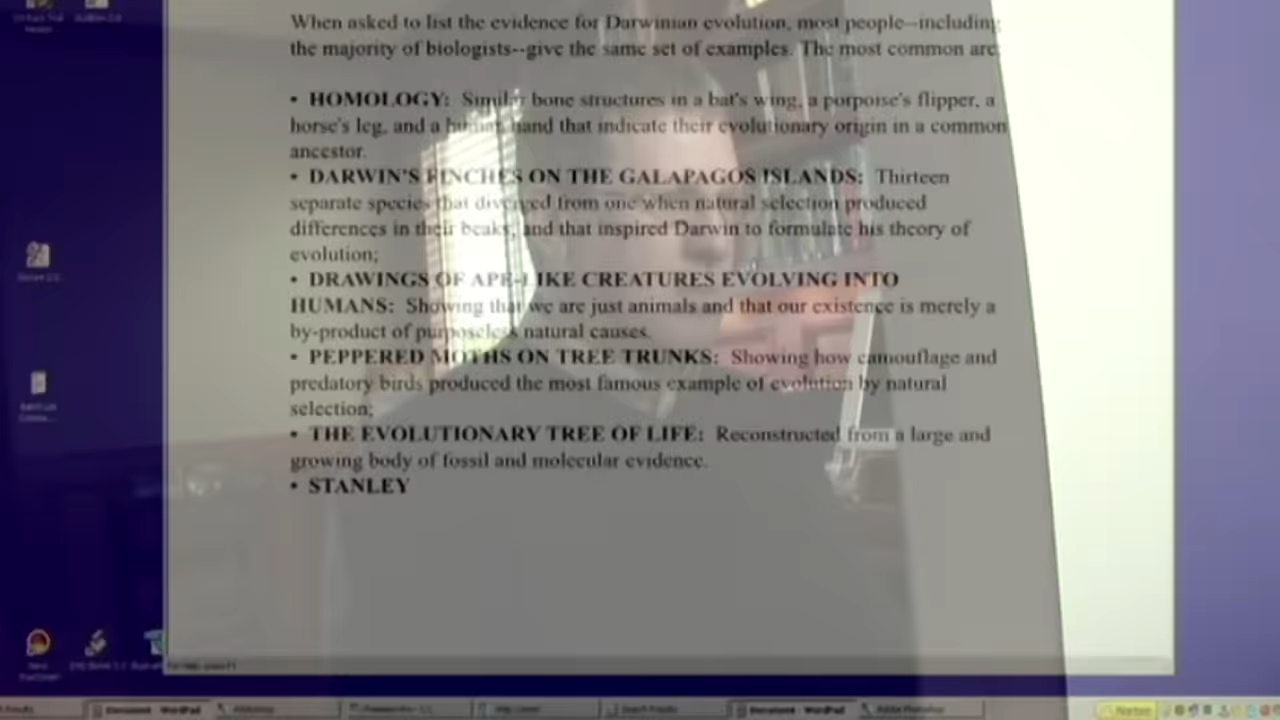 When asked to list the evidence for Darwinian evolution, most people--including
the majority of biologists--give the same set of examples. The most common are:
• HOMOLOGY: Similar bone structures in a bat's wing, a porpoise's flipper, a
horse's leg, and a human hand that indicate their evolutionary origin in a common
ancestor.
• DARWIN'S FINCHES ON THE GALAPAGOS ISLANDS: Thirteen
separate species that diverged from one when natural selection produced
differences in their beaks, and that inspired Darwin to formulate his theory of
evolution;
• DRAWINGS OF APE-LIKE CREATURES EVOLVING INTO
HUMANS: Showing that we are just animals and that our existence is merely a
by-product of purposeless natural causes.
• PEPPERED MOTHS ON TREE TRUNKS: Showing how camouflage and
predatory birds produced the most famous example of evolution by natural
selection;
• THE EVOLUTIONARY TREE OF LIFE: Reconstructed from a large and
growing body of fossil and molecular evidence.
• STANLEY
Document - WordPad Document - WordPad Adobe Photoshop Norton